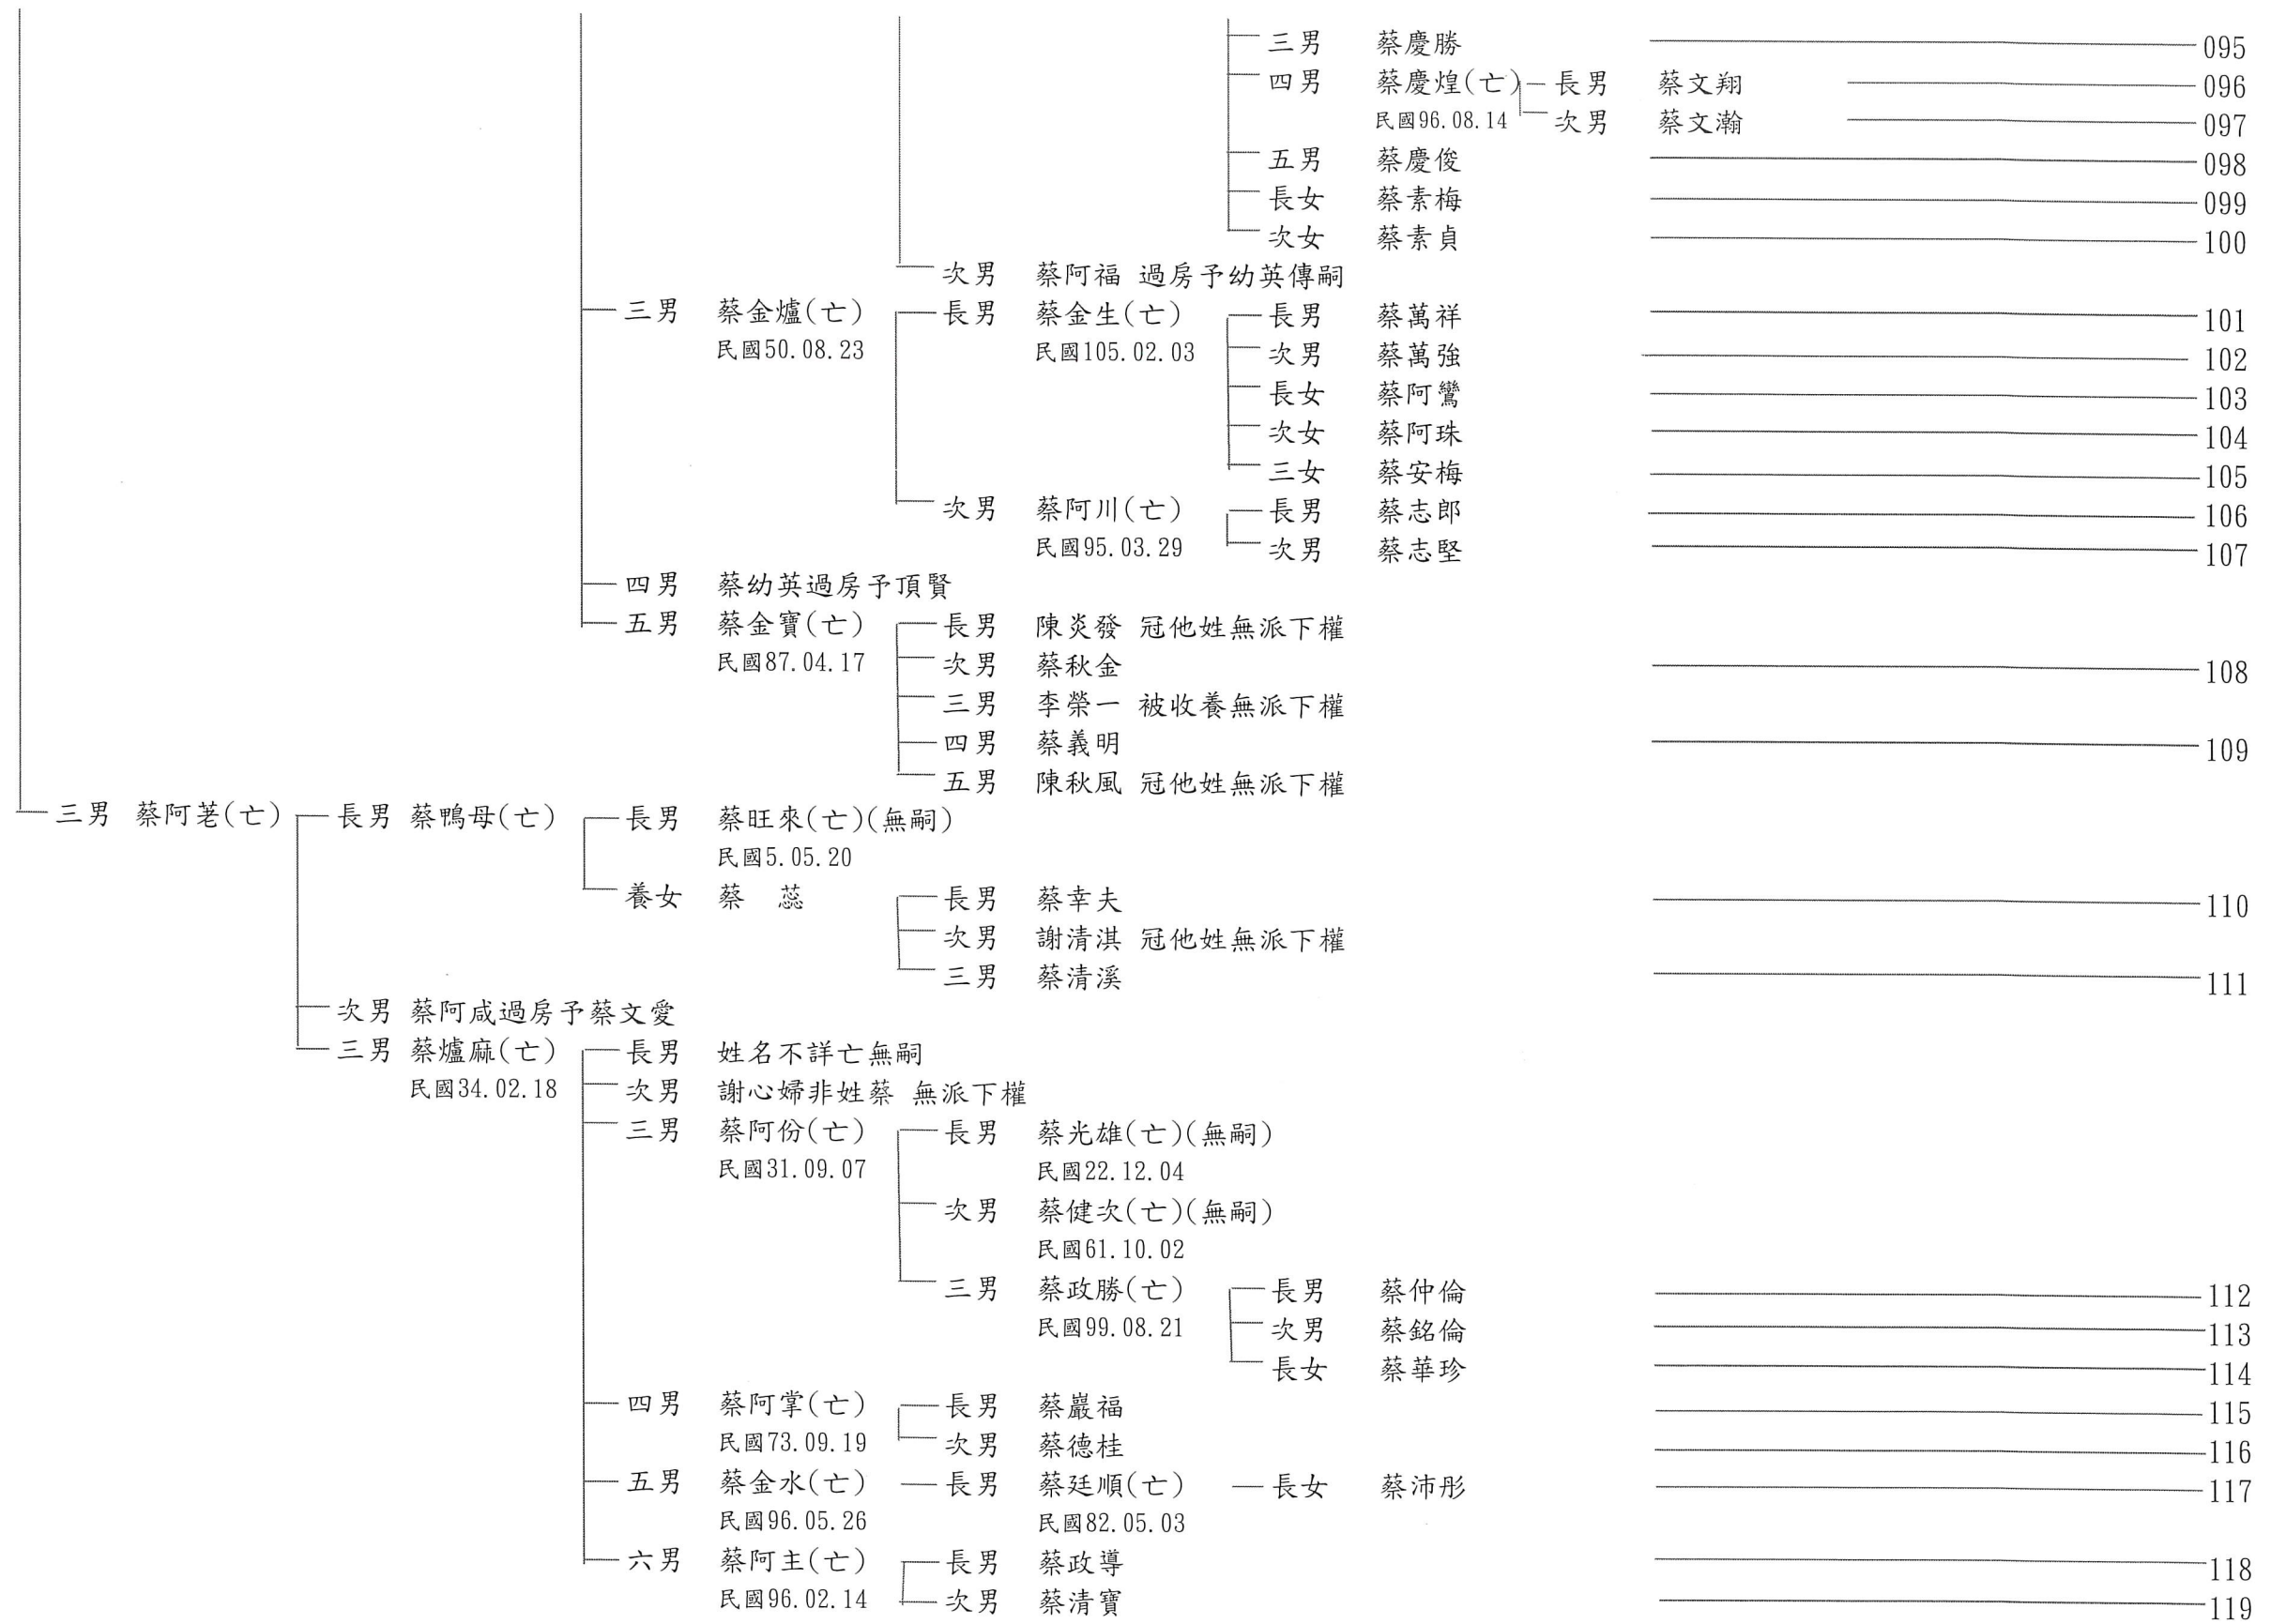 三男 蔡慶勝 095
四男 蔡慶煌(亡) 長男 蔡文翔 096
民國96.08.14 次男 蔡文瀚 097
五男 蔡慶俊 098
長女 蔡素梅 099
次女 蔡素貞 100
次男 蔡阿福 過房予幼英傳嗣
三男 蔡金爐(亡) 長男 蔡金生(亡) 長男 蔡萬祥 101
民國50.08.23 民國105.02.03 次男 蔡萬強 102
長女 蔡阿鸞 103
次女 蔡阿珠 104
三女 蔡安梅 105
次男 蔡阿川(亡) 長男 蔡志郎 106
民國95.03.29 次男 蔡志堅 107
四男 蔡幼英過房予頂賢
五男 蔡金寶(亡) 長男 陳炎發 冠他姓無派下權
民國87.04.17 次男 蔡秋金 108
三男 李榮一 被收養無派下權
四男 蔡義明 109
五男 陳秋風 冠他姓無派下權
三男 蔡阿荖(亡) 長男 蔡鴨母(亡) 長男 蔡旺來(亡)(無嗣)
民國5.05.20
養女 蔡 蕊 長男 蔡幸夫 110
次男 謝清淇 冠他姓無派下權
三男 蔡清溪 111
次男 蔡阿咸過房予蔡文愛
三男 蔡爐麻(亡) 長男 姓名不詳亡無嗣
民國34.02.18 次男 謝心婦非姓蔡 無派下權
三男 蔡阿份(亡) 長男 蔡光雄(亡)(無嗣)
民國31.09.07 民國22.12.04
次男 蔡健次(亡)(無嗣)
民國61.10.02
三男 蔡政勝(亡) 長男 蔡仲倫 112
民國99.08.21 次男 蔡銘倫 113
長女 蔡華珍 114
四男 蔡阿掌(亡) 長男 蔡巖福 115
民國73.09.19 次男 蔡德桂 116
五男 蔡金水(亡) 長男 蔡廷順(亡) 長女 蔡沛彤 117
民國96.05.26 民國82.05.03
六男 蔡阿主(亡) 長男 蔡政導 118
民國96.02.14 次男 蔡清寶 119